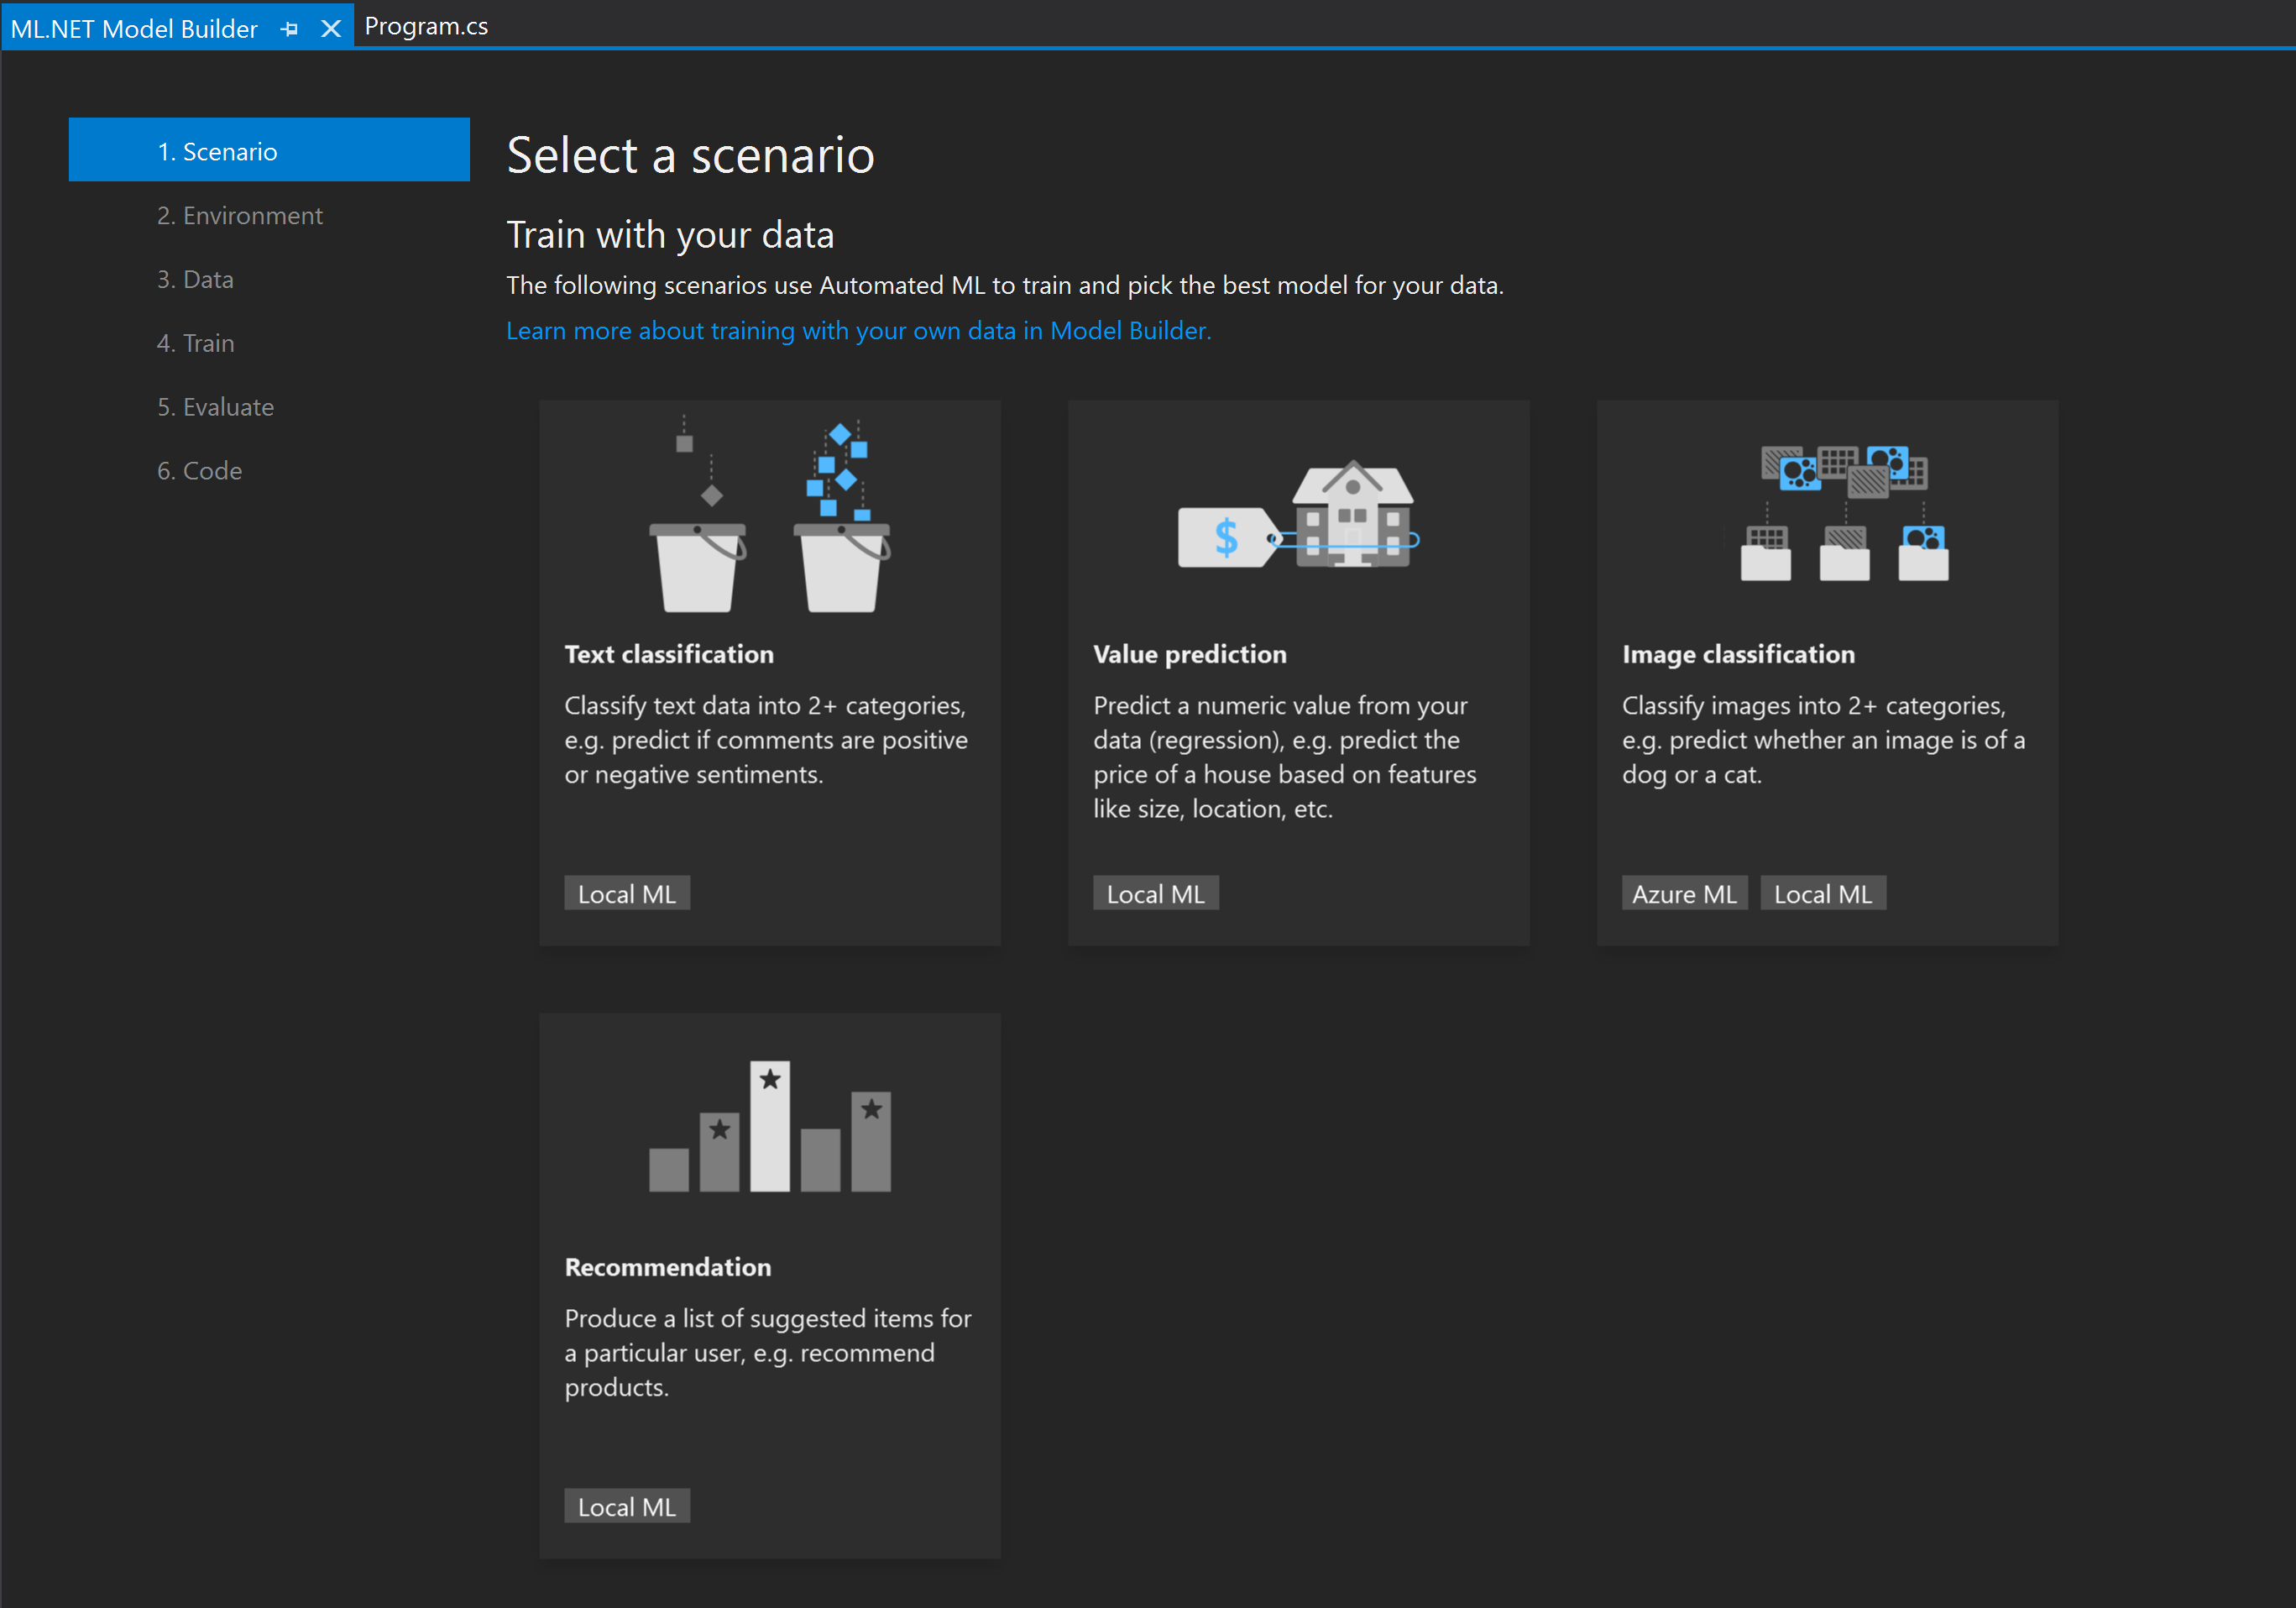 ML.NET Model Builder
Program.cs
1. Scenario
2. Environment
3. Data
4. Train
5. Evaluate
6. Code
Select a scenario
Train with your data
The following scenarios use Automated ML to train and pick the best model for your data.
Learn more about training with your own data in Model Builder.
$
Text classification
Classify text data into 2+ categories,
e.g. predict if comments are positive
or negative sentiments.
Local ML
Value prediction
Predict a numeric value from your
data (regression), e.g. predict the
price of a house based on features
like size, location, etc.
Local ML
Image classification
Classify images into 2+ categories,
e.g. predict whether an image is of a
dog or a cat.
Azure ML
Local ML
Recommendation
Produce a list of suggested items for
a particular user, e.g. recommend
products.
Local ML